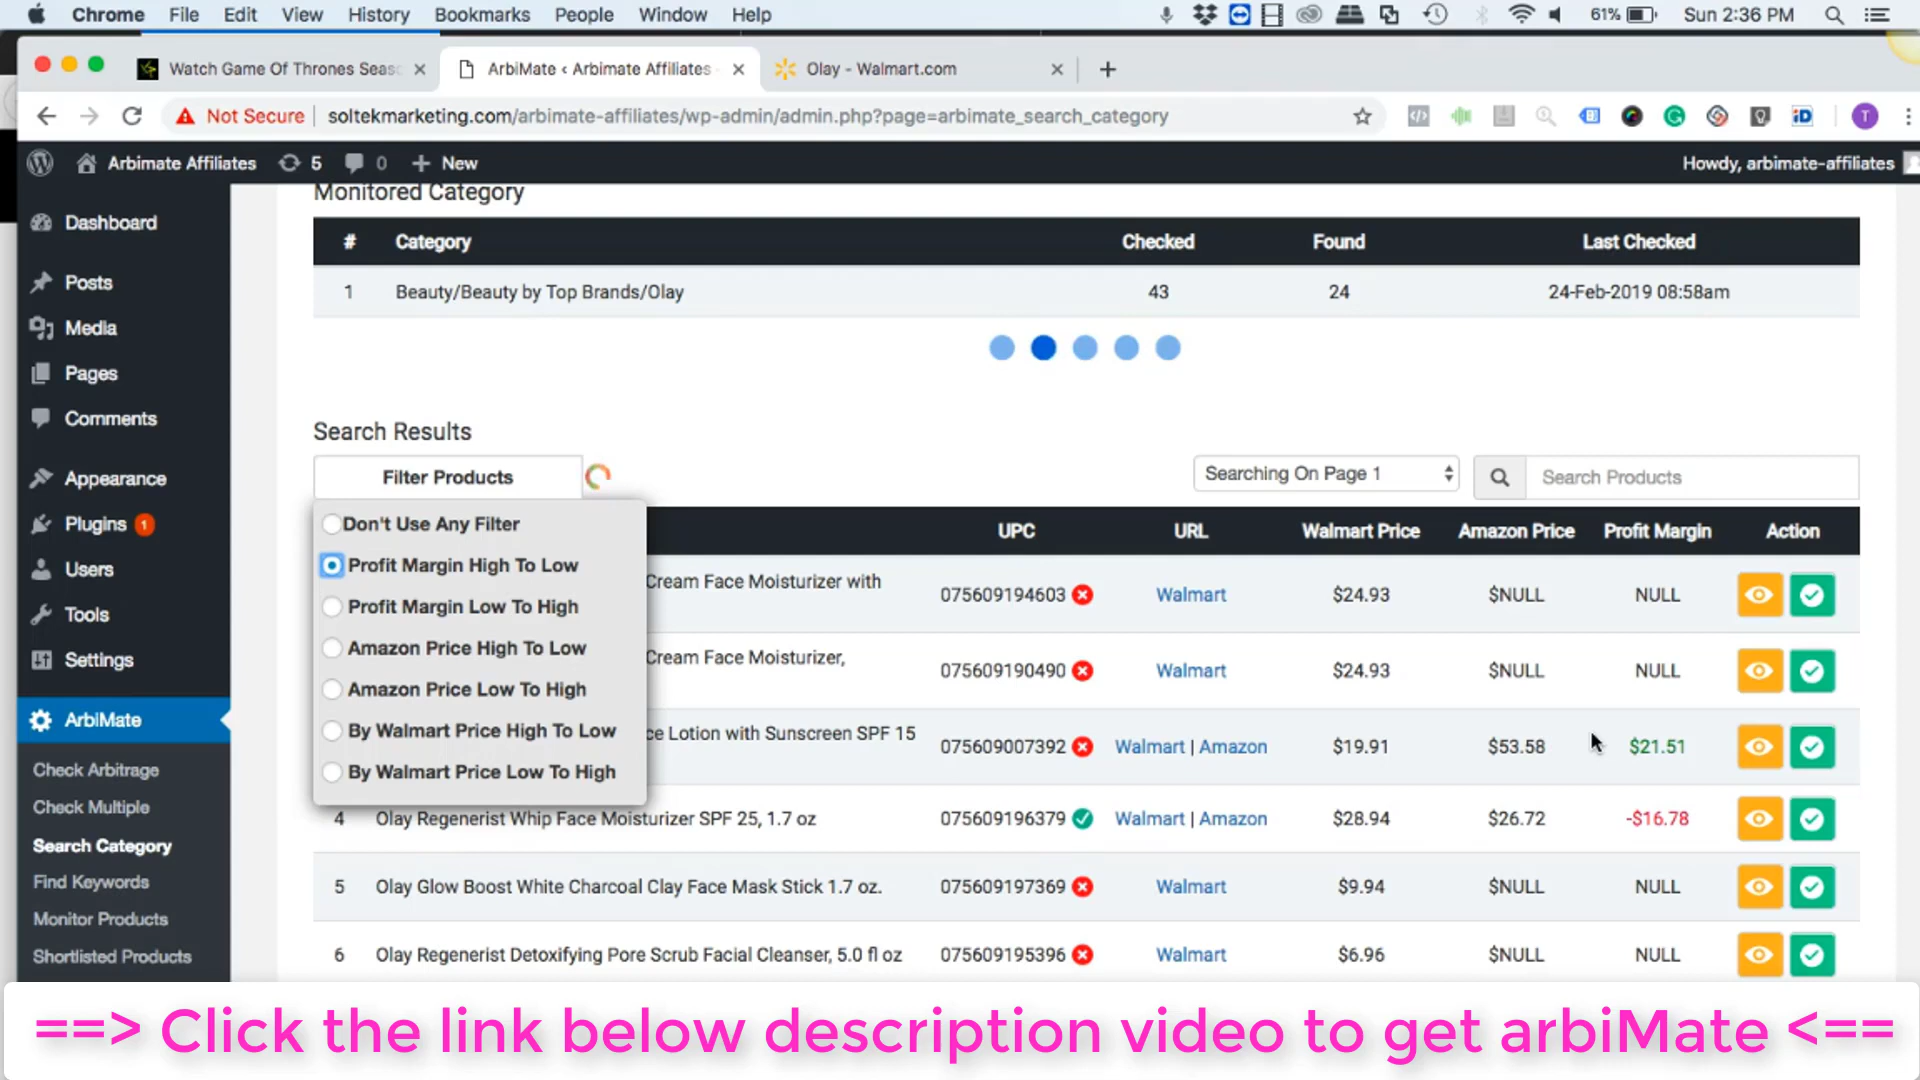 Chrome File Edit View History Bookmarks People Window Help 61% Sun 2:36 PM
Watch Game Of Thrones Seas ArbiMate < Arbimate Affiliates Olay - Walmart.com
Not Secure soltekmarketing.com/arbimate-affiliates/wp-admin/admin.php?page=arbimate_search_category T
Arbimate Affiliates 5 0 New Howdy, arbimate-affiliates
Dashboard
Posts
Media
Pages
Comments
Appearance
Plugins 1
Users
Tools
Settings
ArbiMate
Check Arbitrage
Check Multiple
Search Category
Find Keywords
Monitor Products
Shortlisted Products
Monitored Category
# Category Checked Found Last Checked
1 Beauty/Beauty by Top Brands/Olay 43 24 24-Feb-2019 08:58am
Search Results
Filter Products Searching On Page 1 Search Products
Don't Use Any Filter
Profit Margin High To Low
Profit Margin Low To High
Amazon Price High To Low
Amazon Price Low To High
By Walmart Price High To Low
By Walmart Price Low To High
UPC URL Walmart Price Amazon Price Profit Margin Action
Cream Face Moisturizer with 075609194603 Walmart $24.93 $NULL NULL
Cream Face Moisturizer, 075609190490 Walmart $24.93 $NULL NULL
ce Lotion with Sunscreen SPF 15 075609007392 Walmart | Amazon $19.91 $53.58 $21.51
4 Olay Regenerist Whip Face Moisturizer SPF 25, 1.7 oz 075609196379 Walmart | Amazon $28.94 $26.72 -$16.78
5 Olay Glow Boost White Charcoal Clay Face Mask Stick 1.7 oz. 075609197369 Walmart $9.94 $NULL NULL
6 Olay Regenerist Detoxifying Pore Scrub Facial Cleanser, 5.0 fl oz 075609195396 Walmart $6.96 $NULL NULL
==> Click the link below description video to get arbiMate <==